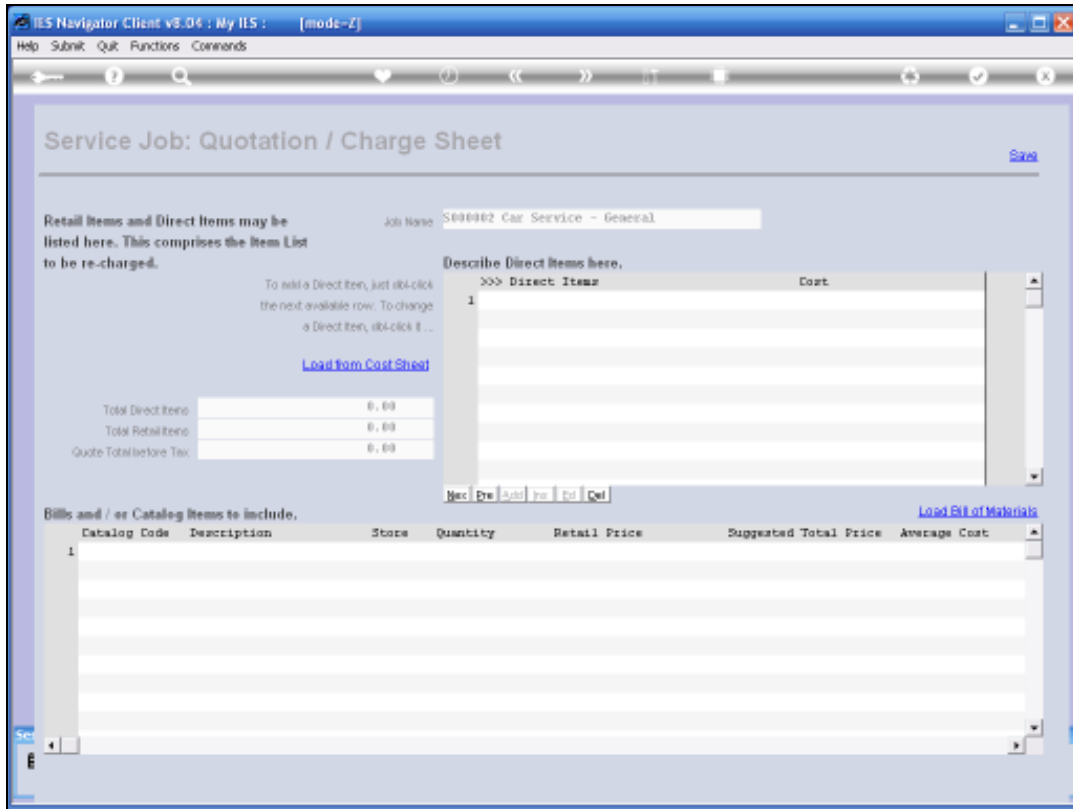 IES Navigator Client v8.04 : My IES :     [mode=Z]
Help  Submit  Quit  Functions  Commands
Service Job: Quotation / Charge Sheet
Save
Retail Items and Direct Items may be
listed here. This comprises the Item List
to be re-charged.
Job Name  S000002 Car Service - General
To add a Direct Item, just dbl-click
the next available row. To change
a Direct Item, dbl-click it ...
Load from Cost Sheet
Total Direct Items  0.00
Total Retail Items  0.00
Quote Total before Tax  0.00
Describe Direct Items here.
>>> Direct Items  Cost
1
Nex  Pre  Add  Ins  Ed  Del
Load Bill of Materials
Bills and / or Catalog Items to include.
Catalog Code  Description  Store  Quantity  Retail Price  Suggested Total Price  Average Cost
1
Ser